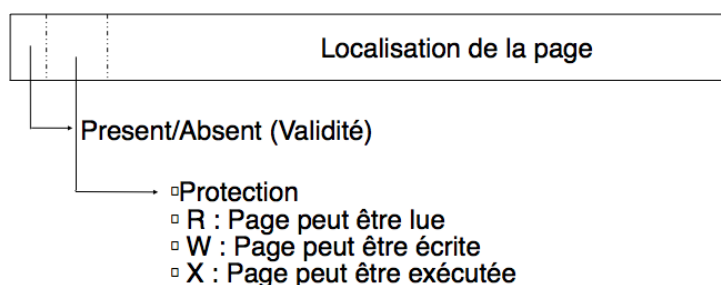 Localisation de la page
Present/Absent (Validité)
Protection
R : Page peut être lue
W : Page peut être écrite
X : Page peut être exécutée